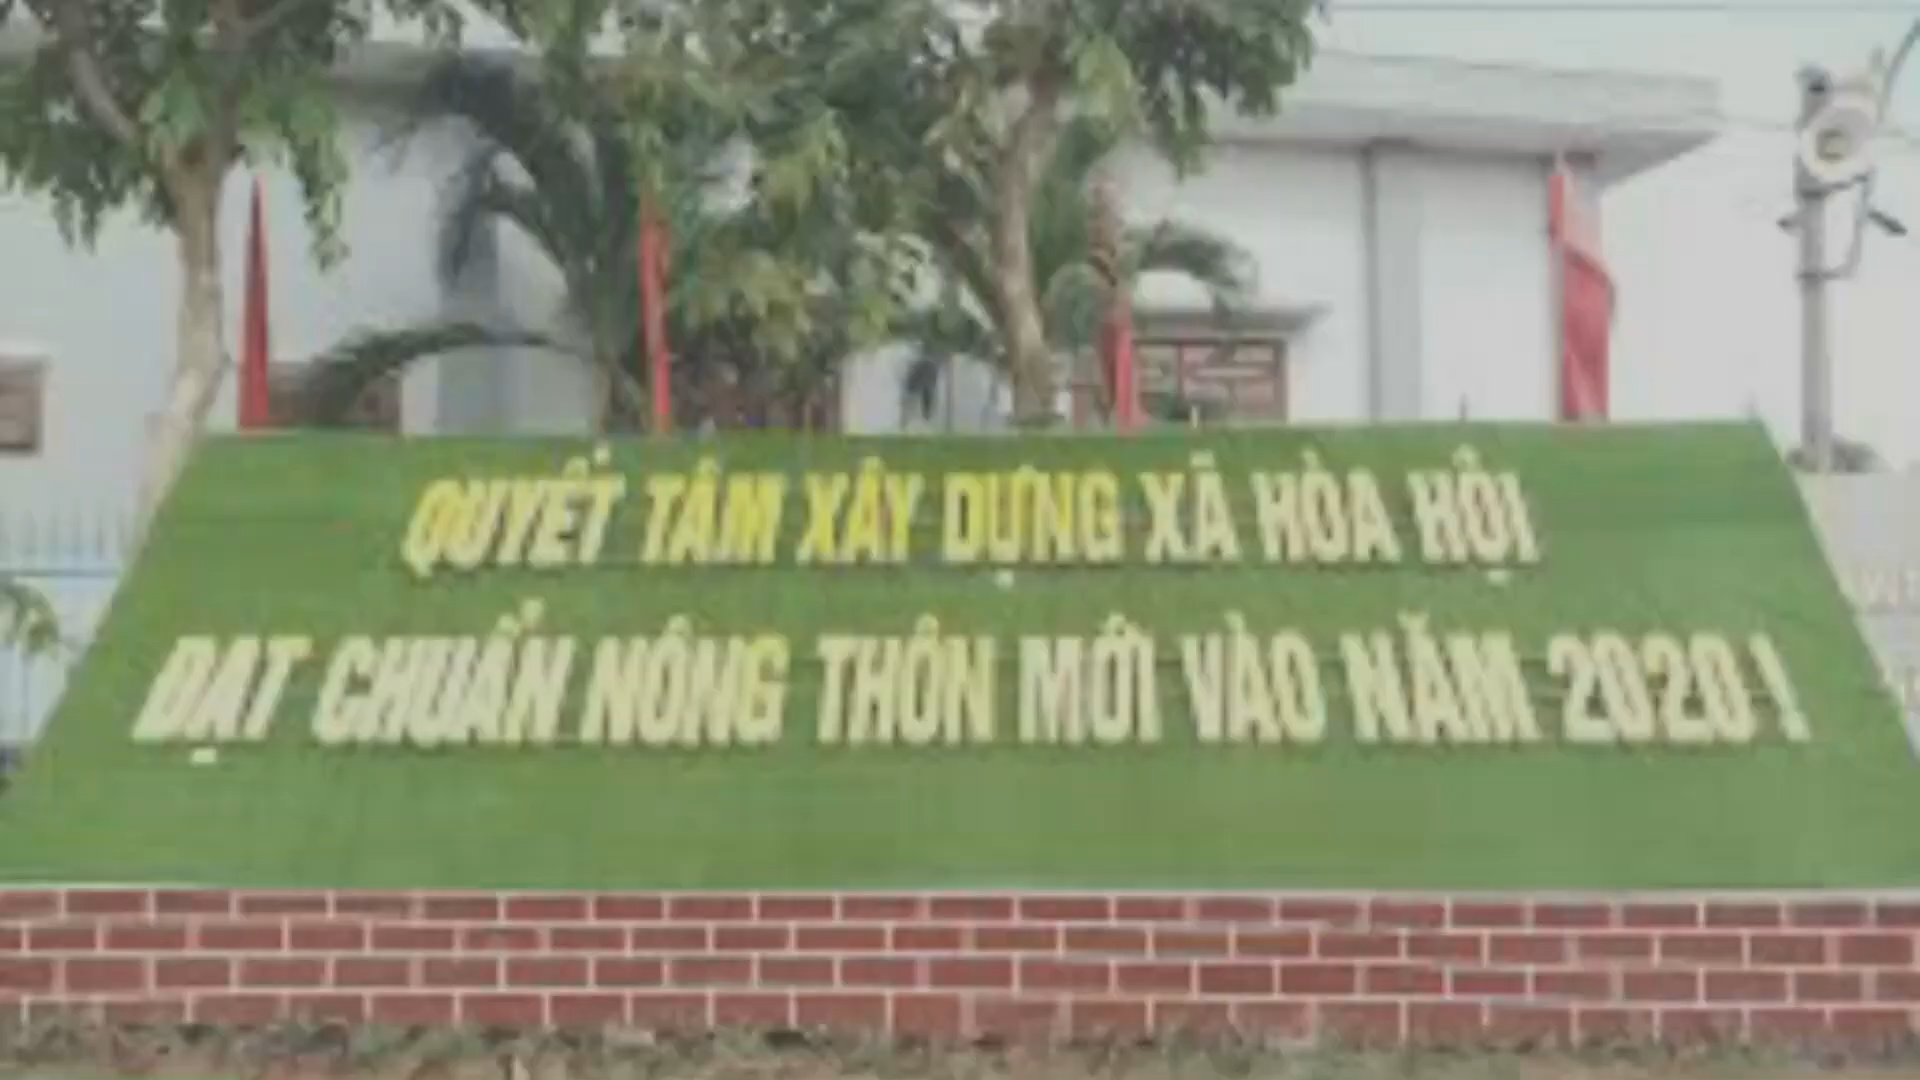 QUYẾT TÂM XÂY DỰNG XÃ HÒA HỘI
ĐẠT CHUẨN NÔNG THÔN MỚI VÀO NĂM 2020 !